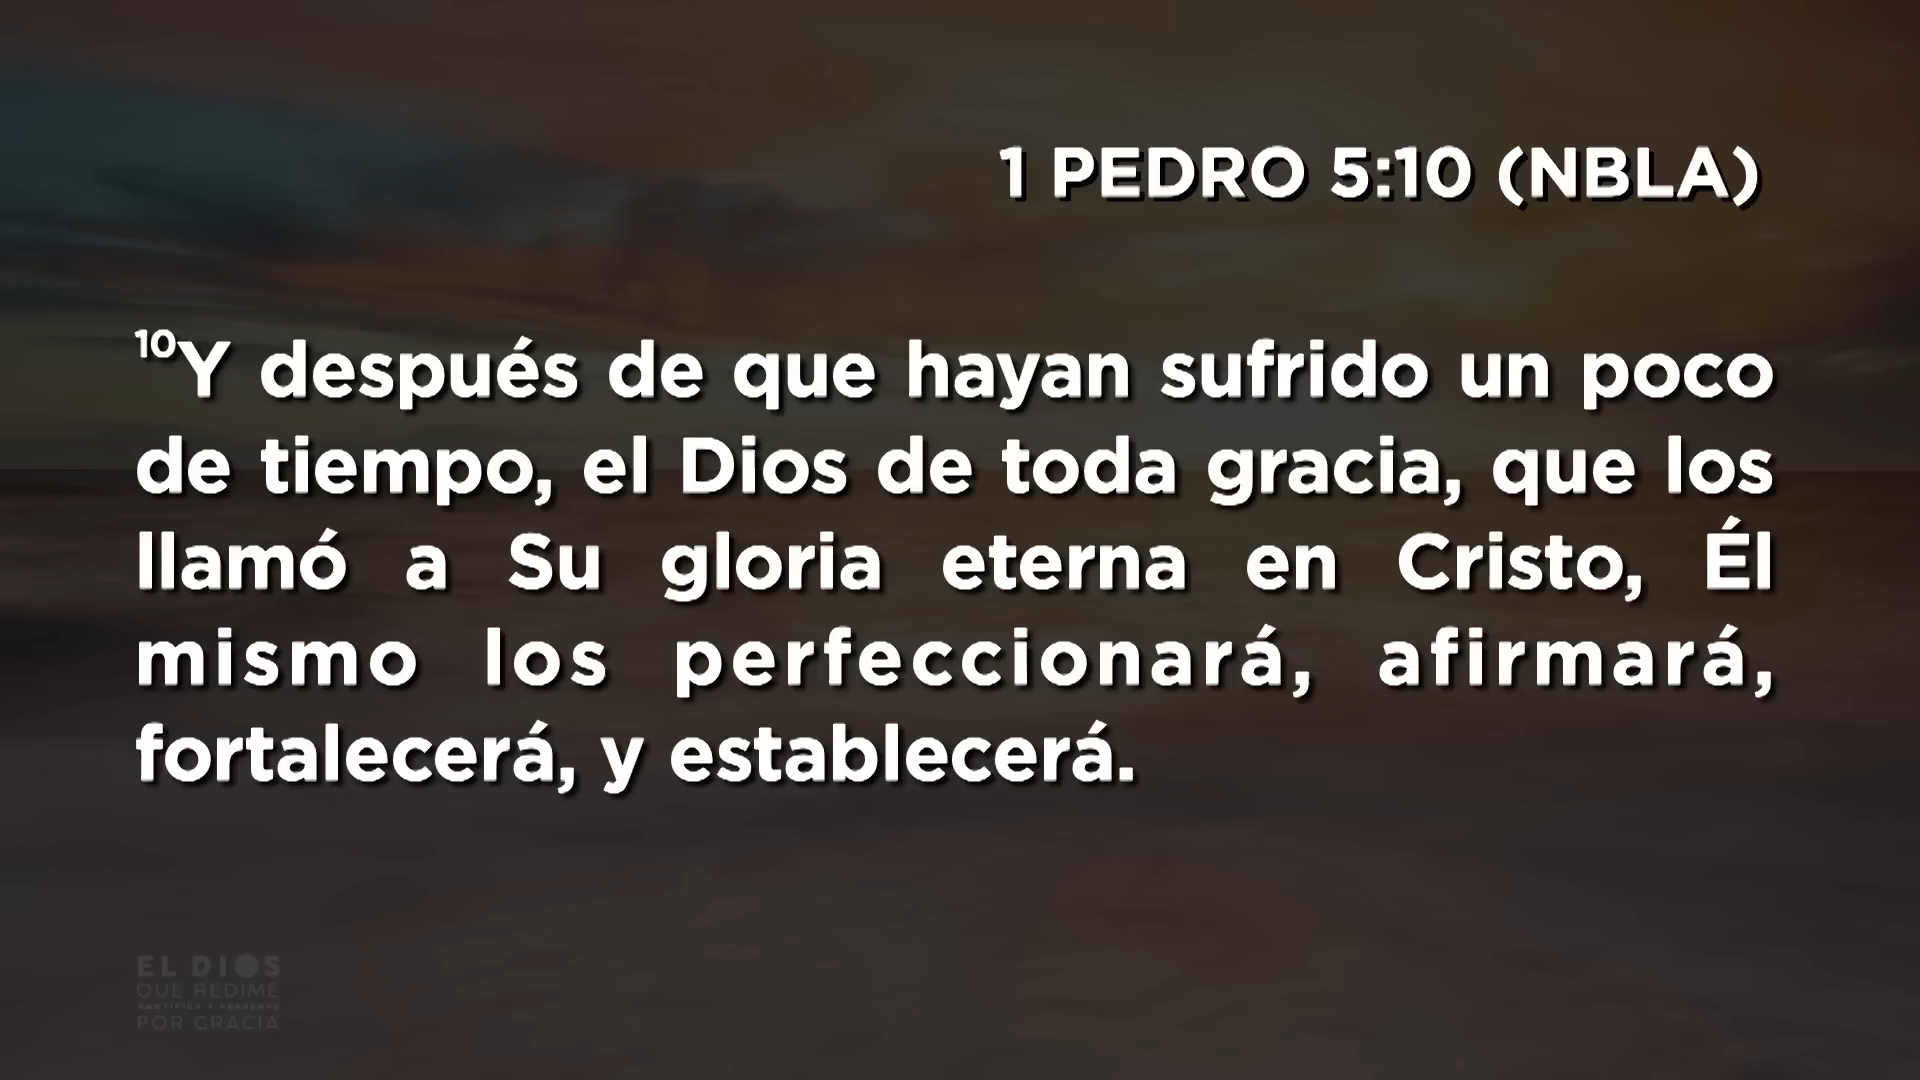 1 PEDRO 5:10 (NBLA)
¹⁰Y después de que hayan sufrido un poco
de tiempo, el Dios de toda gracia, que los
llamó a Su gloria eterna en Cristo, Él
mismo los perfeccionará, afirmará,
fortalecerá, y establecerá.
EL DIOS
QUE REDIME
POR GRACIA